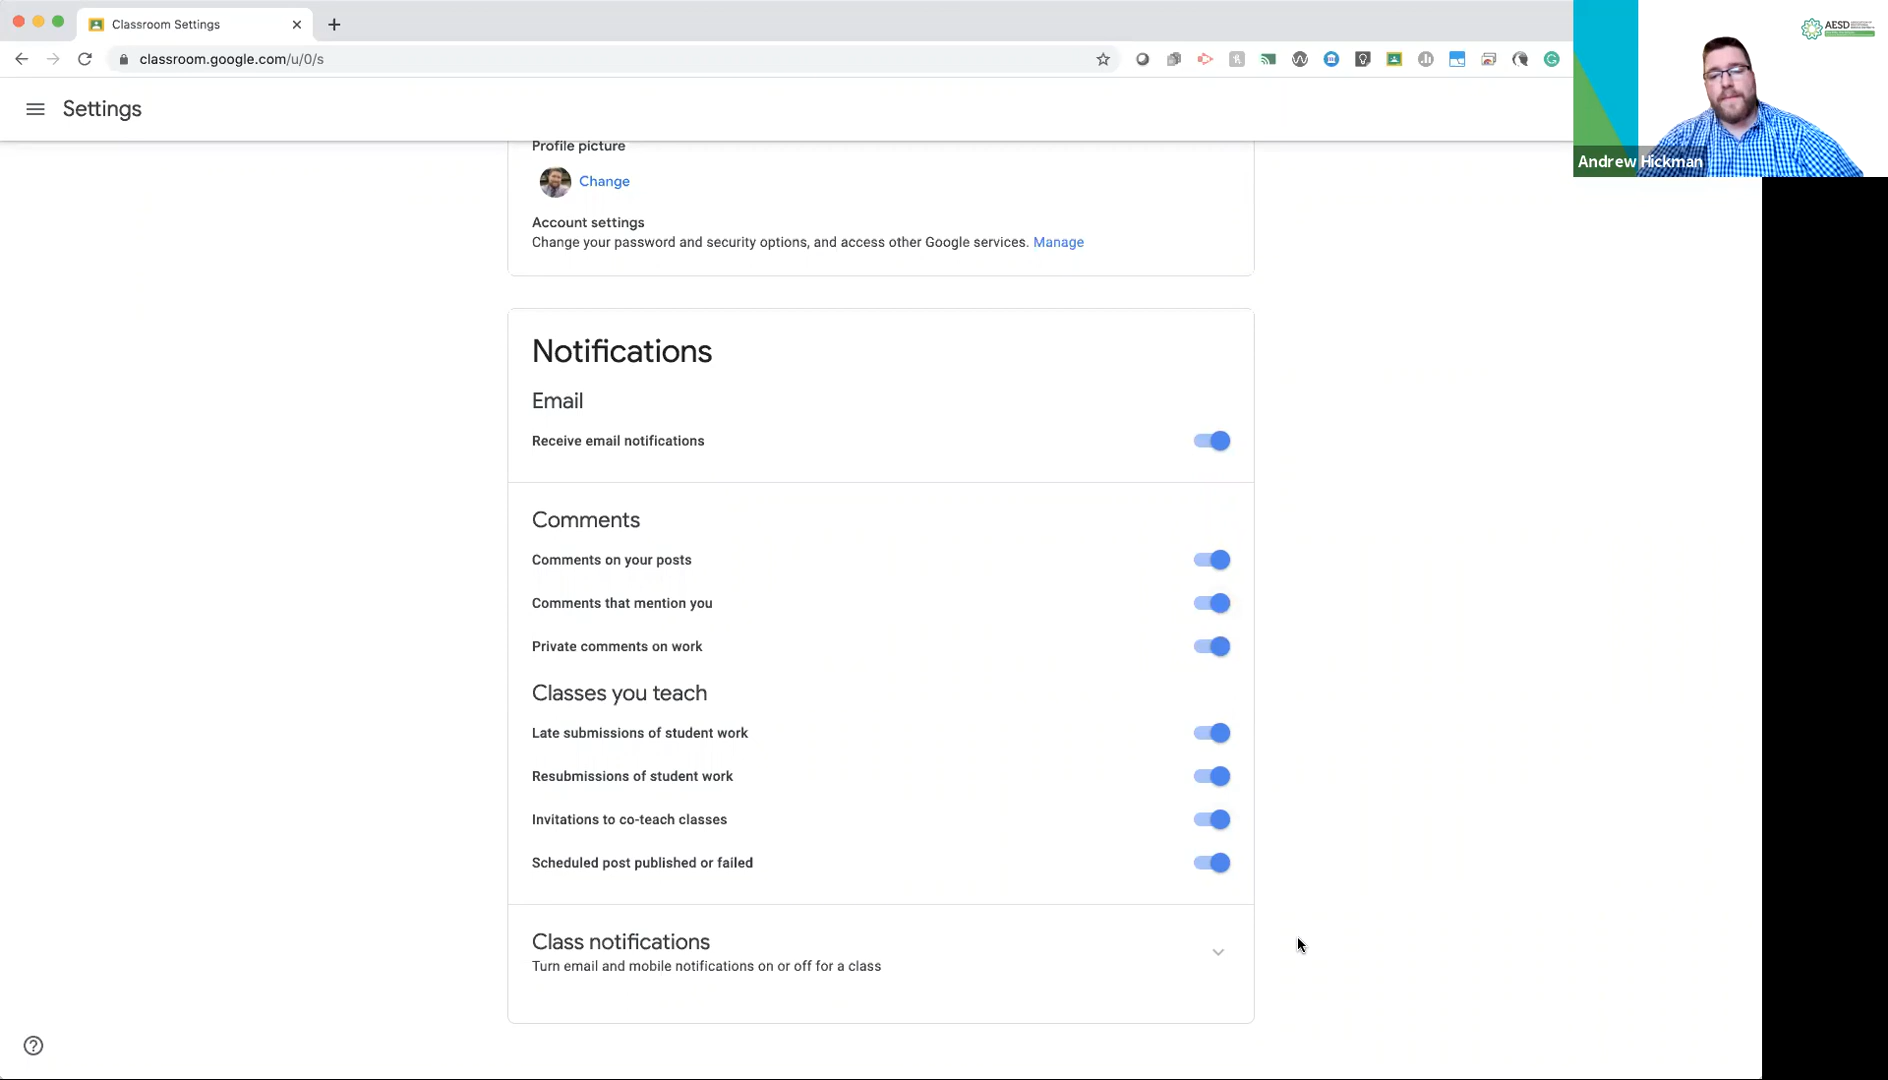 Classroom Settings
classroom.google.com/u/0/s
AESD
Settings
Andrew Hickman
Profile picture
Change
Account settings
Change your password and security options, and access other Google services. Manage
Notifications
Email
Receive email notifications
Comments
Comments on your posts
Comments that mention you
Private comments on work
Classes you teach
Late submissions of student work
Resubmissions of student work
Invitations to co-teach classes
Scheduled post published or failed
Class notifications
Turn email and mobile notifications on or off for a class